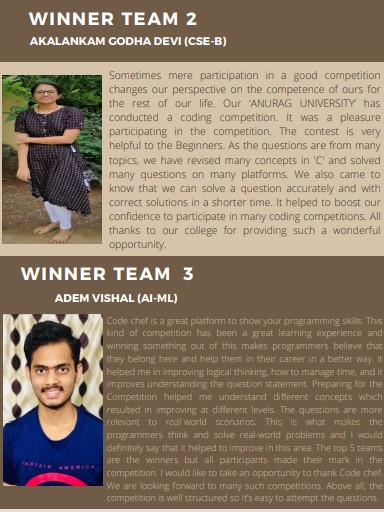 WINNER TEAM 2
AKALANKAM GODHA DEVI (CSE-B)
Sometimes mere participation in a good competition
changes our perspective on the competence of ours for
the rest of our life. Our ‘ANURAG UNIVERSITY’ has
conducted a coding competition. It was a pleasure
participating in the competition. The contest is very
helpful to the Beginners. As the questions are from many
topics, we have revised many concepts in 'C' and solved
many questions on many platforms. We also came to
know that we can solve a question accurately and with
correct solutions in a shorter time. It helped to boost our
confidence to participate in many coding competitions. All
thanks to our college for providing such a wonderful
opportunity.
WINNER TEAM 3
ADEM VISHAL (AI-ML)
Code chef is a great platform to show your programming skills. This
kind of competition has been a great learning experience and
winning something out of this makes programmers believe that
they belong here and help them in their career in a better way. It
helped me in improving logical thinking, how to manage time, and it
improves understanding the question statement. Preparing for the
Competition helped me understand different concepts which
resulted in improving at different levels. The questions are more
relevant to real-world scenarios. This is what makes the
programmers think and solve real-world problems and I would
definitely say that it helped to improve in this area. The top 5 teams
are the winners but all participants made their mark in the
competition. I would like to take an opportunity to thank Code chef.
We are looking forward to many such competitions. Above all, the
competition is well structured so it's easy to attempt the questions.
CAPTAIN AMERICA